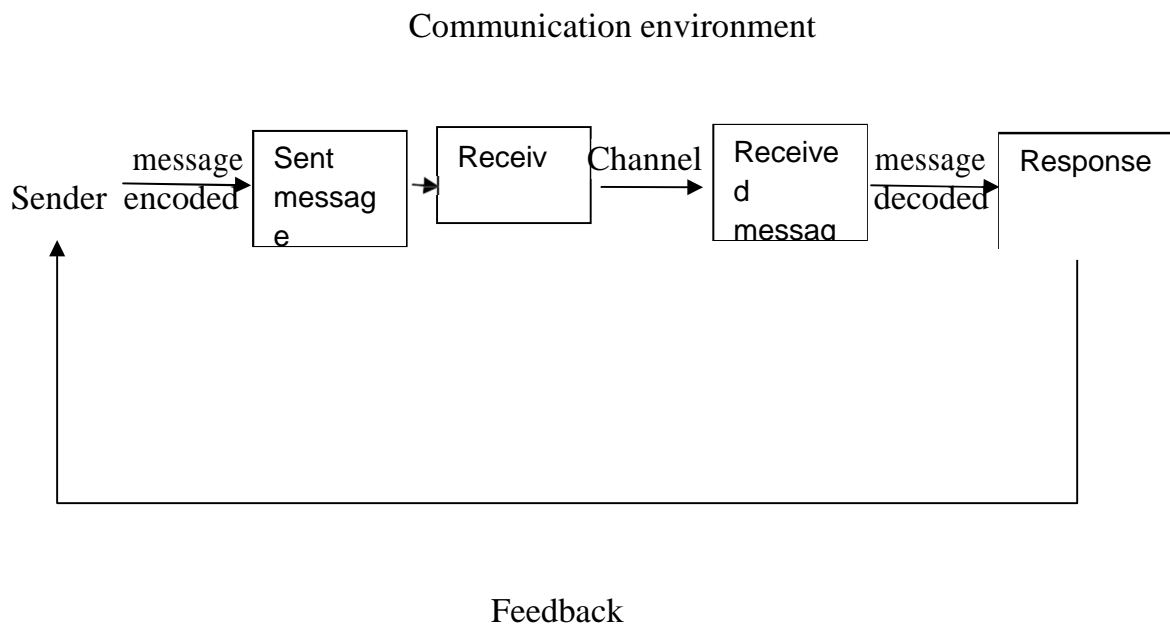 Communication environment
Sender
message
encoded
Sent
messag
e
Receiv
Channel
Receive
d
messag
message
decoded
Response
Feedback